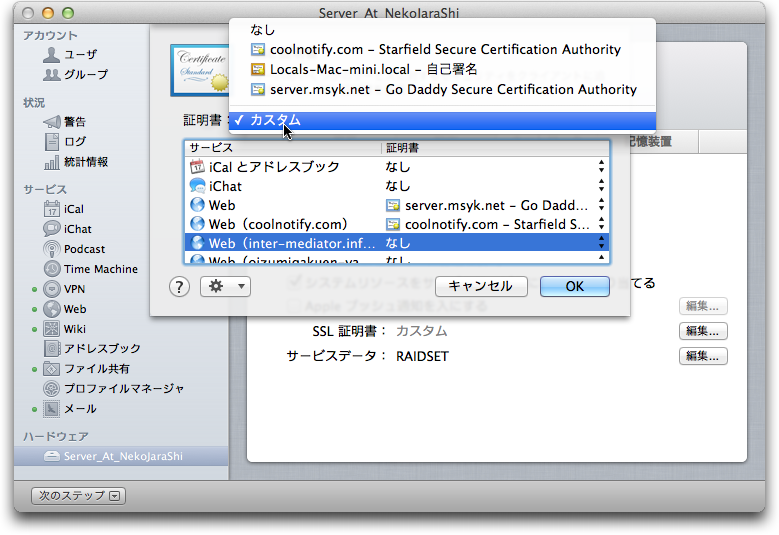 Server_At_NekoJaraShi
アカウント
ユーザ
グループ
状況
警告
ログ
統計情報
サービス
iCal
iChat
Podcast
Time Machine
VPN
Web
Wiki
アドレスブック
ファイル共有
プロファイルマネージャ
メール
ハードウェア
Server_At_NekoJaraShi
次のステップ
Certificate
Standard
なし
coolnotify.com – Starfield Secure Certification Authority
Locals-Mac-mini.local – 自己署名
server.msyk.net – Go Daddy Secure Certification Authority
証明書：
✓ カスタム
記憶装置
サービス 証明書
iCal とアドレスブック なし
iChat なし
Web server.msyk.net – Go Dadd...
Web（coolnotify.com） coolnotify.com – Starfield S...
Web（inter-mediator.inf... なし
Web（oizumigakuen-va...
? キャンセル OK
システムリソースをサ
てる
Apple プッシュ通知を入にする 編集...
SSL 証明書： カスタム 編集...
サービスデータ： RAIDSET 編集...